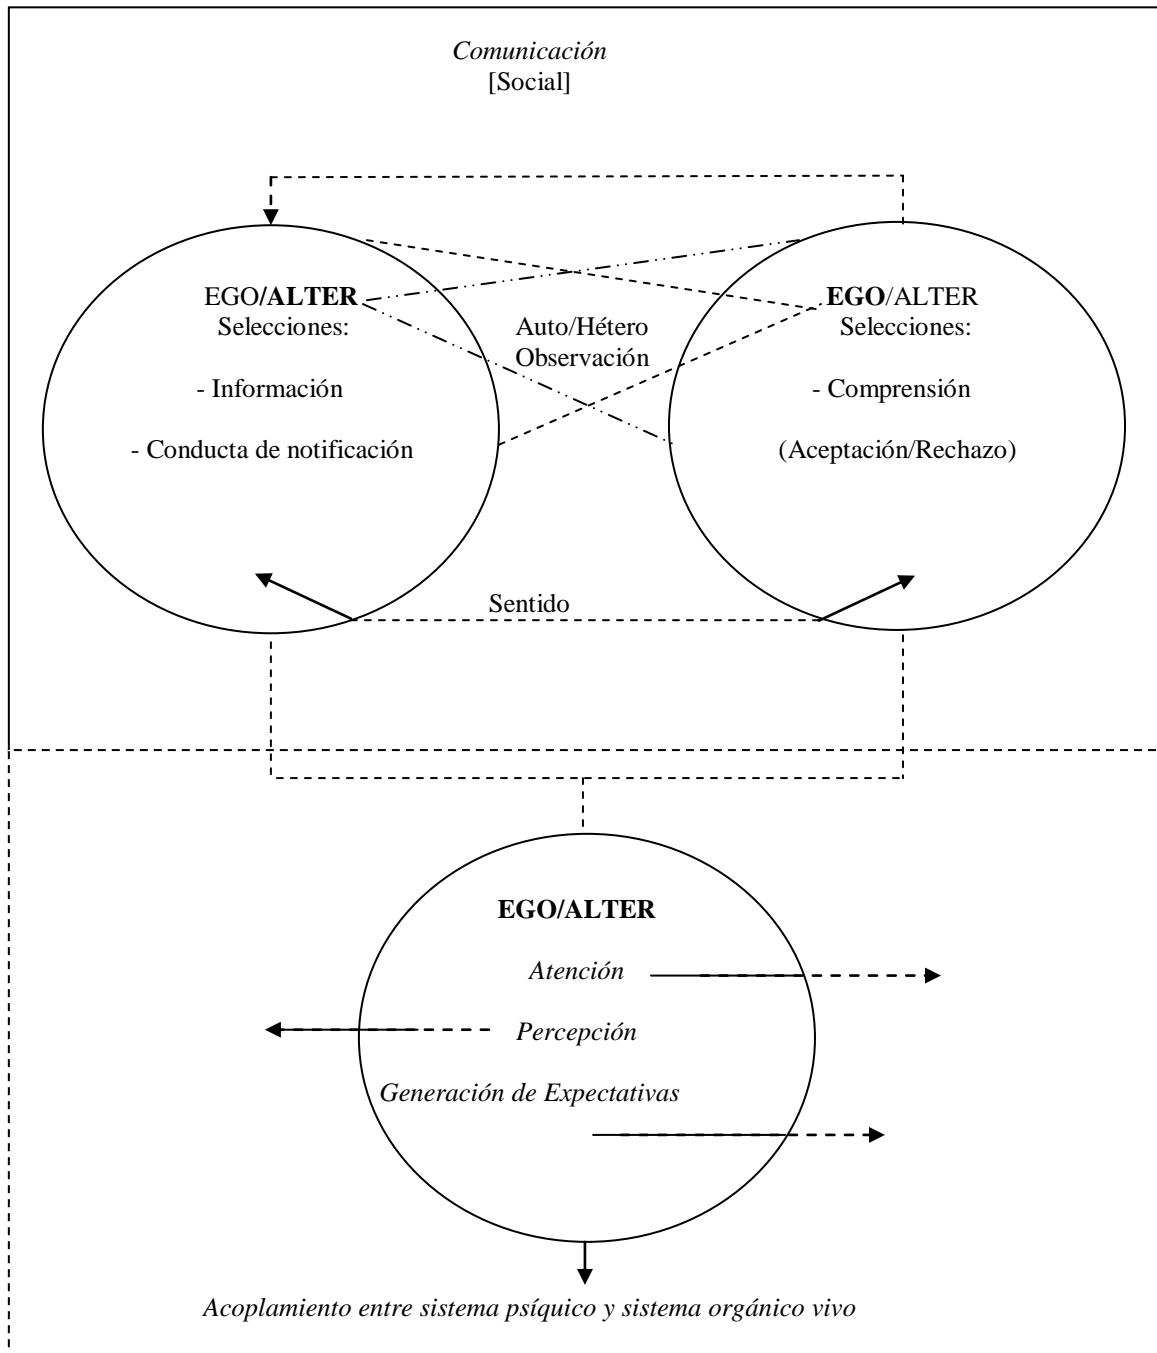 Comunicación
[Social]
EGO/ALTER
Selecciones:
- Información
- Conducta de notificación
Auto/Hétero
Observación
EGO/ALTER
Selecciones:
- Comprensión
(Aceptación/Rechazo)
Sentido
EGO/ALTER
Atención
Percepción
Generación de Expectativas
Acoplamiento entre sistema psíquico y sistema orgánico vivo